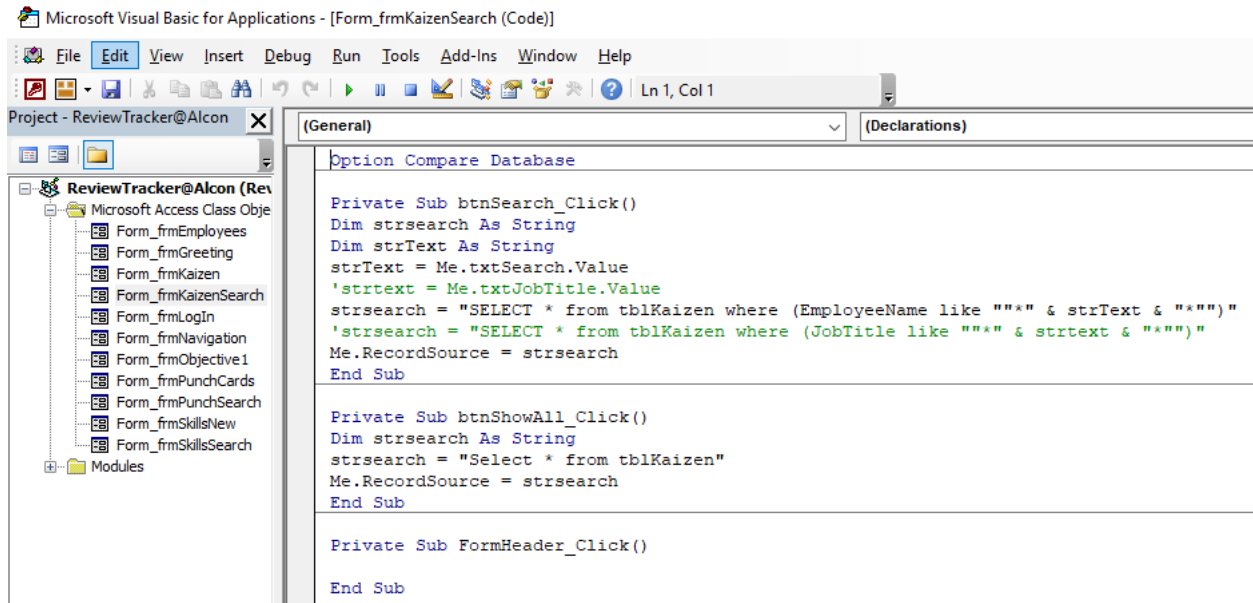 Microsoft Visual Basic for Applications - [Form_frmKaizenSearch (Code)]
File Edit View Insert Debug Run Tools Add-Ins Window Help
Ln 1, Col 1
Project - ReviewTracker@Alcon
(General)
(Declarations)
ReviewTracker@Alcon (Rev
Microsoft Access Class Obje
Form_frmEmployees
Form_frmGreeting
Form_frmKaizen
Form_frmKaizenSearch
Form_frmLogIn
Form_frmNavigation
Form_frmObjective1
Form_frmPunchCards
Form_frmPunchSearch
Form_frmSkillsNew
Form_frmSkillsSearch
Modules
Option Compare Database
Private Sub btnSearch_Click()
Dim strsearch As String
Dim strText As String
strText = Me.txtSearch.Value
'strtext = Me.txtJobTitle.Value
strsearch = "SELECT * from tblKaizen where (EmployeeName like ""*" & strText & "*"")"
'strsearch = "SELECT * from tblKaizen where (JobTitle like ""*" & strtext & "*"")"
Me.RecordSource = strsearch
End Sub
Private Sub btnShowAll_Click()
Dim strsearch As String
strsearch = "Select * from tblKaizen"
Me.RecordSource = strsearch
End Sub
Private Sub FormHeader_Click()
End Sub